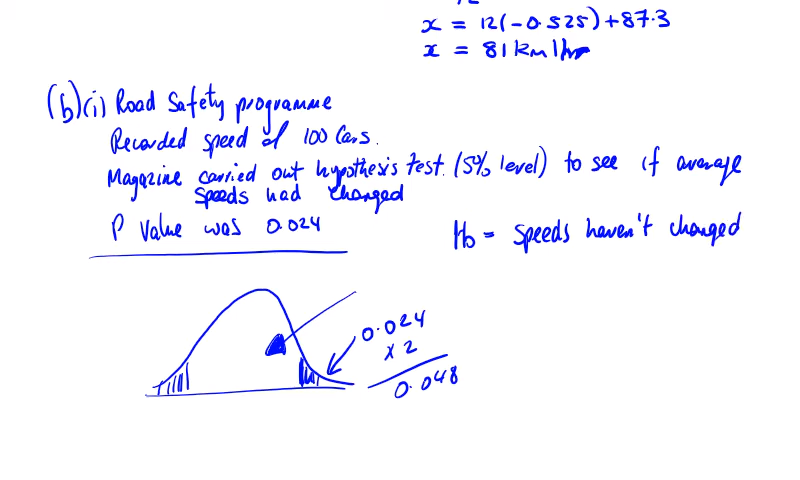 x = 12(-0.525)+87.3
x = 81 km/hr
(b)(i) Road Safety programme
Recorded speed of 100 Cars.
Magazine carried out hypothesis test. (5% level) to see if average
speeds had changed
P Value was 0.024
H₀ = Speeds haven't changed
0.024
x 2
0.048